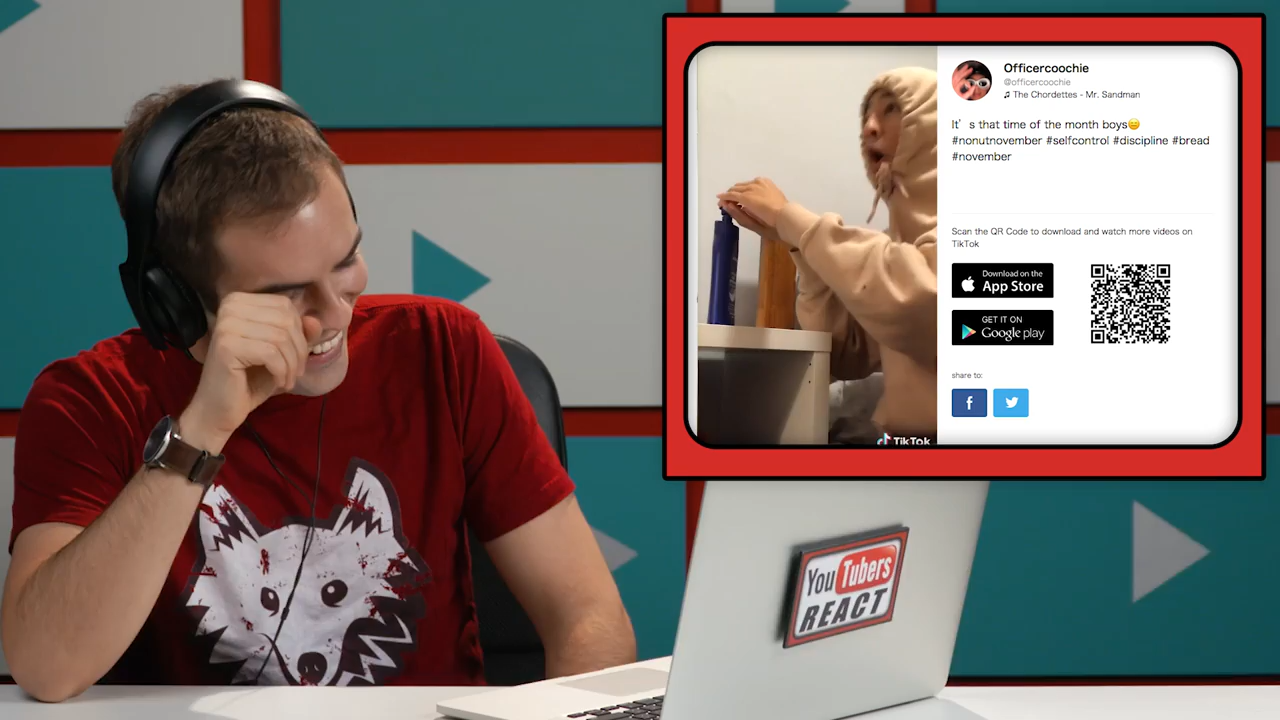 Officercoochie
@officercoochie
♫ The Chordettes - Mr. Sandman
It’s that time of the month boys😑
#nonutnovember #selfcontrol #discipline #bread
#november
Scan the QR Code to download and watch more videos on
TikTok
Download on the
App Store
GET IT ON
Google play
share to:
f
TikTok
YouTubers
REACT